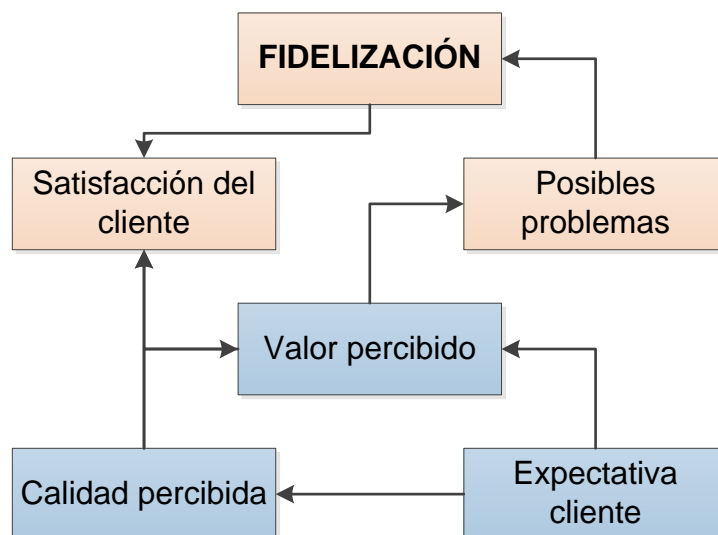 FIDELIZACIÓN
Satisfacción del
cliente
Posibles
problemas
Valor percibido
Calidad percibida
Expectativa
cliente